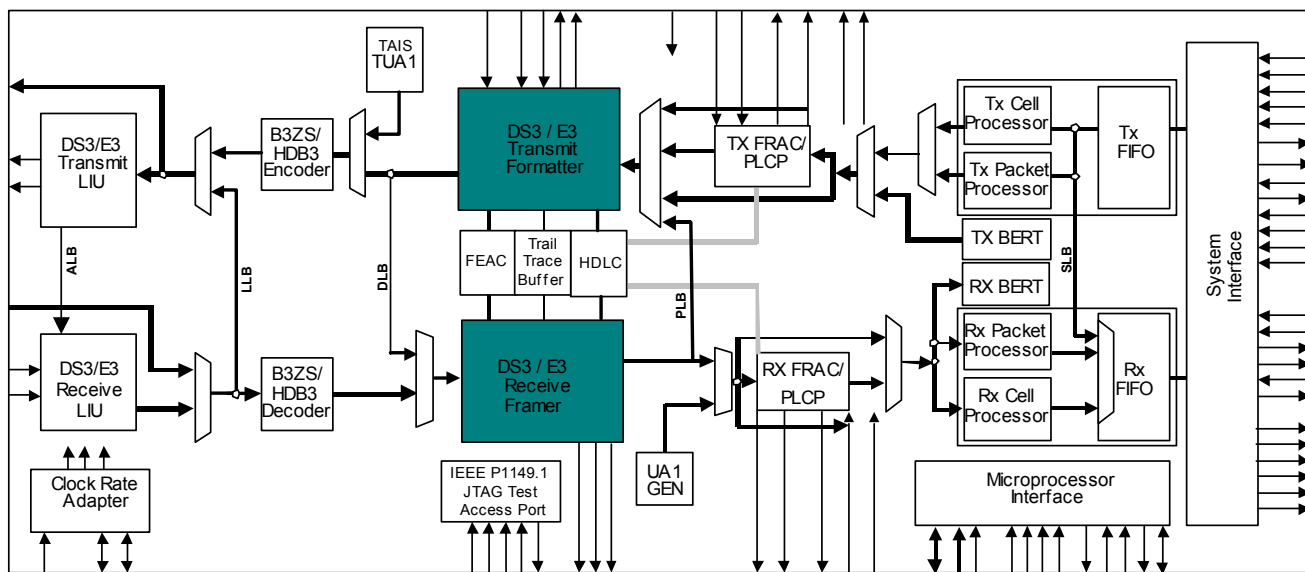 TAIS
TUA1
DS3/E3
Transmit
LIU
B3ZS/
HDB3
Encoder
DS3 / E3
Transmit
Formatter
TX FRAC/
PLCP
Tx Cell
Processor
Tx Packet
Processor
Tx
FIFO
TX BERT
RX BERT
System
Interface
ALB
LLB
DLB
PLB
SLB
FEAC
Trail
Trace
Buffer
HDLC
DS3/E3
Receive
LIU
B3ZS/
HDB3
Decoder
DS3 / E3
Receive
Framer
RX FRAC/
PLCP
Rx Packet
Processor
Rx Cell
Processor
Rx
FIFO
Clock Rate
Adapter
IEEE P1149.1
JTAG Test
Access Port
UA1
GEN
Microprocessor
Interface